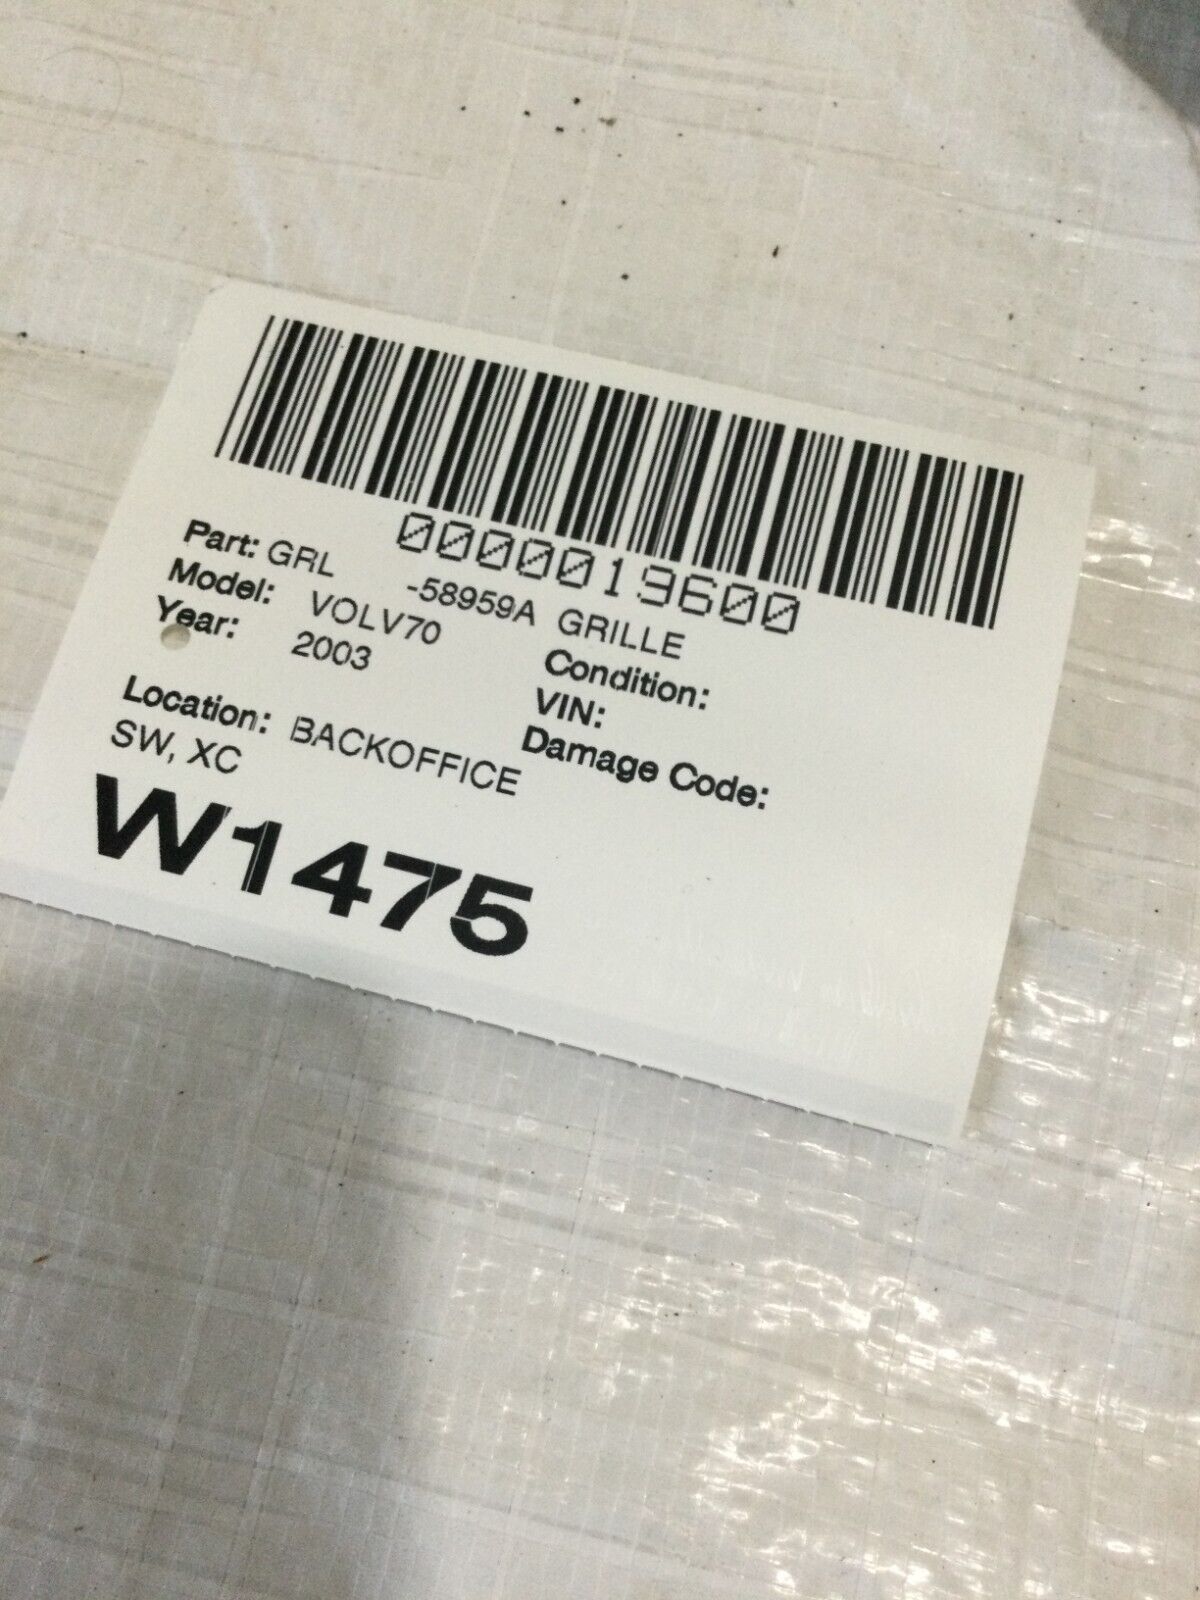 0000019600
Part: GRL -58959A GRILLE
Model: VOLV70 Condition:
Year: 2003 VIN:
Damage Code:
Location: BACKOFFICE
SW, XC
W1475